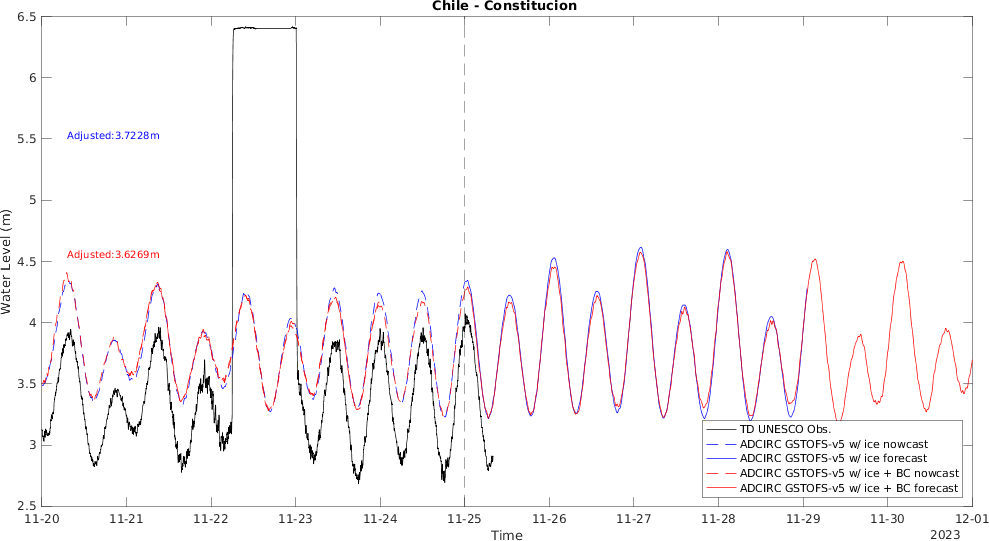 Chile - Constitucion
Water Level (m)
6.5
6
5.5
5
4.5
4
3.5
3
2.5
Adjusted:3.7228m
Adjusted:3.6269m
TD UNESCO Obs.
ADCIRC GSTOFS-v5 w/ ice nowcast
ADCIRC GSTOFS-v5 w/ ice forecast
ADCIRC GSTOFS-v5 w/ ice + BC nowcast
ADCIRC GSTOFS-v5 w/ ice + BC forecast
11-20 11-21 11-22 11-23 11-24 11-25 11-26 11-27 11-28 11-29 11-30 12-01
Time
2023